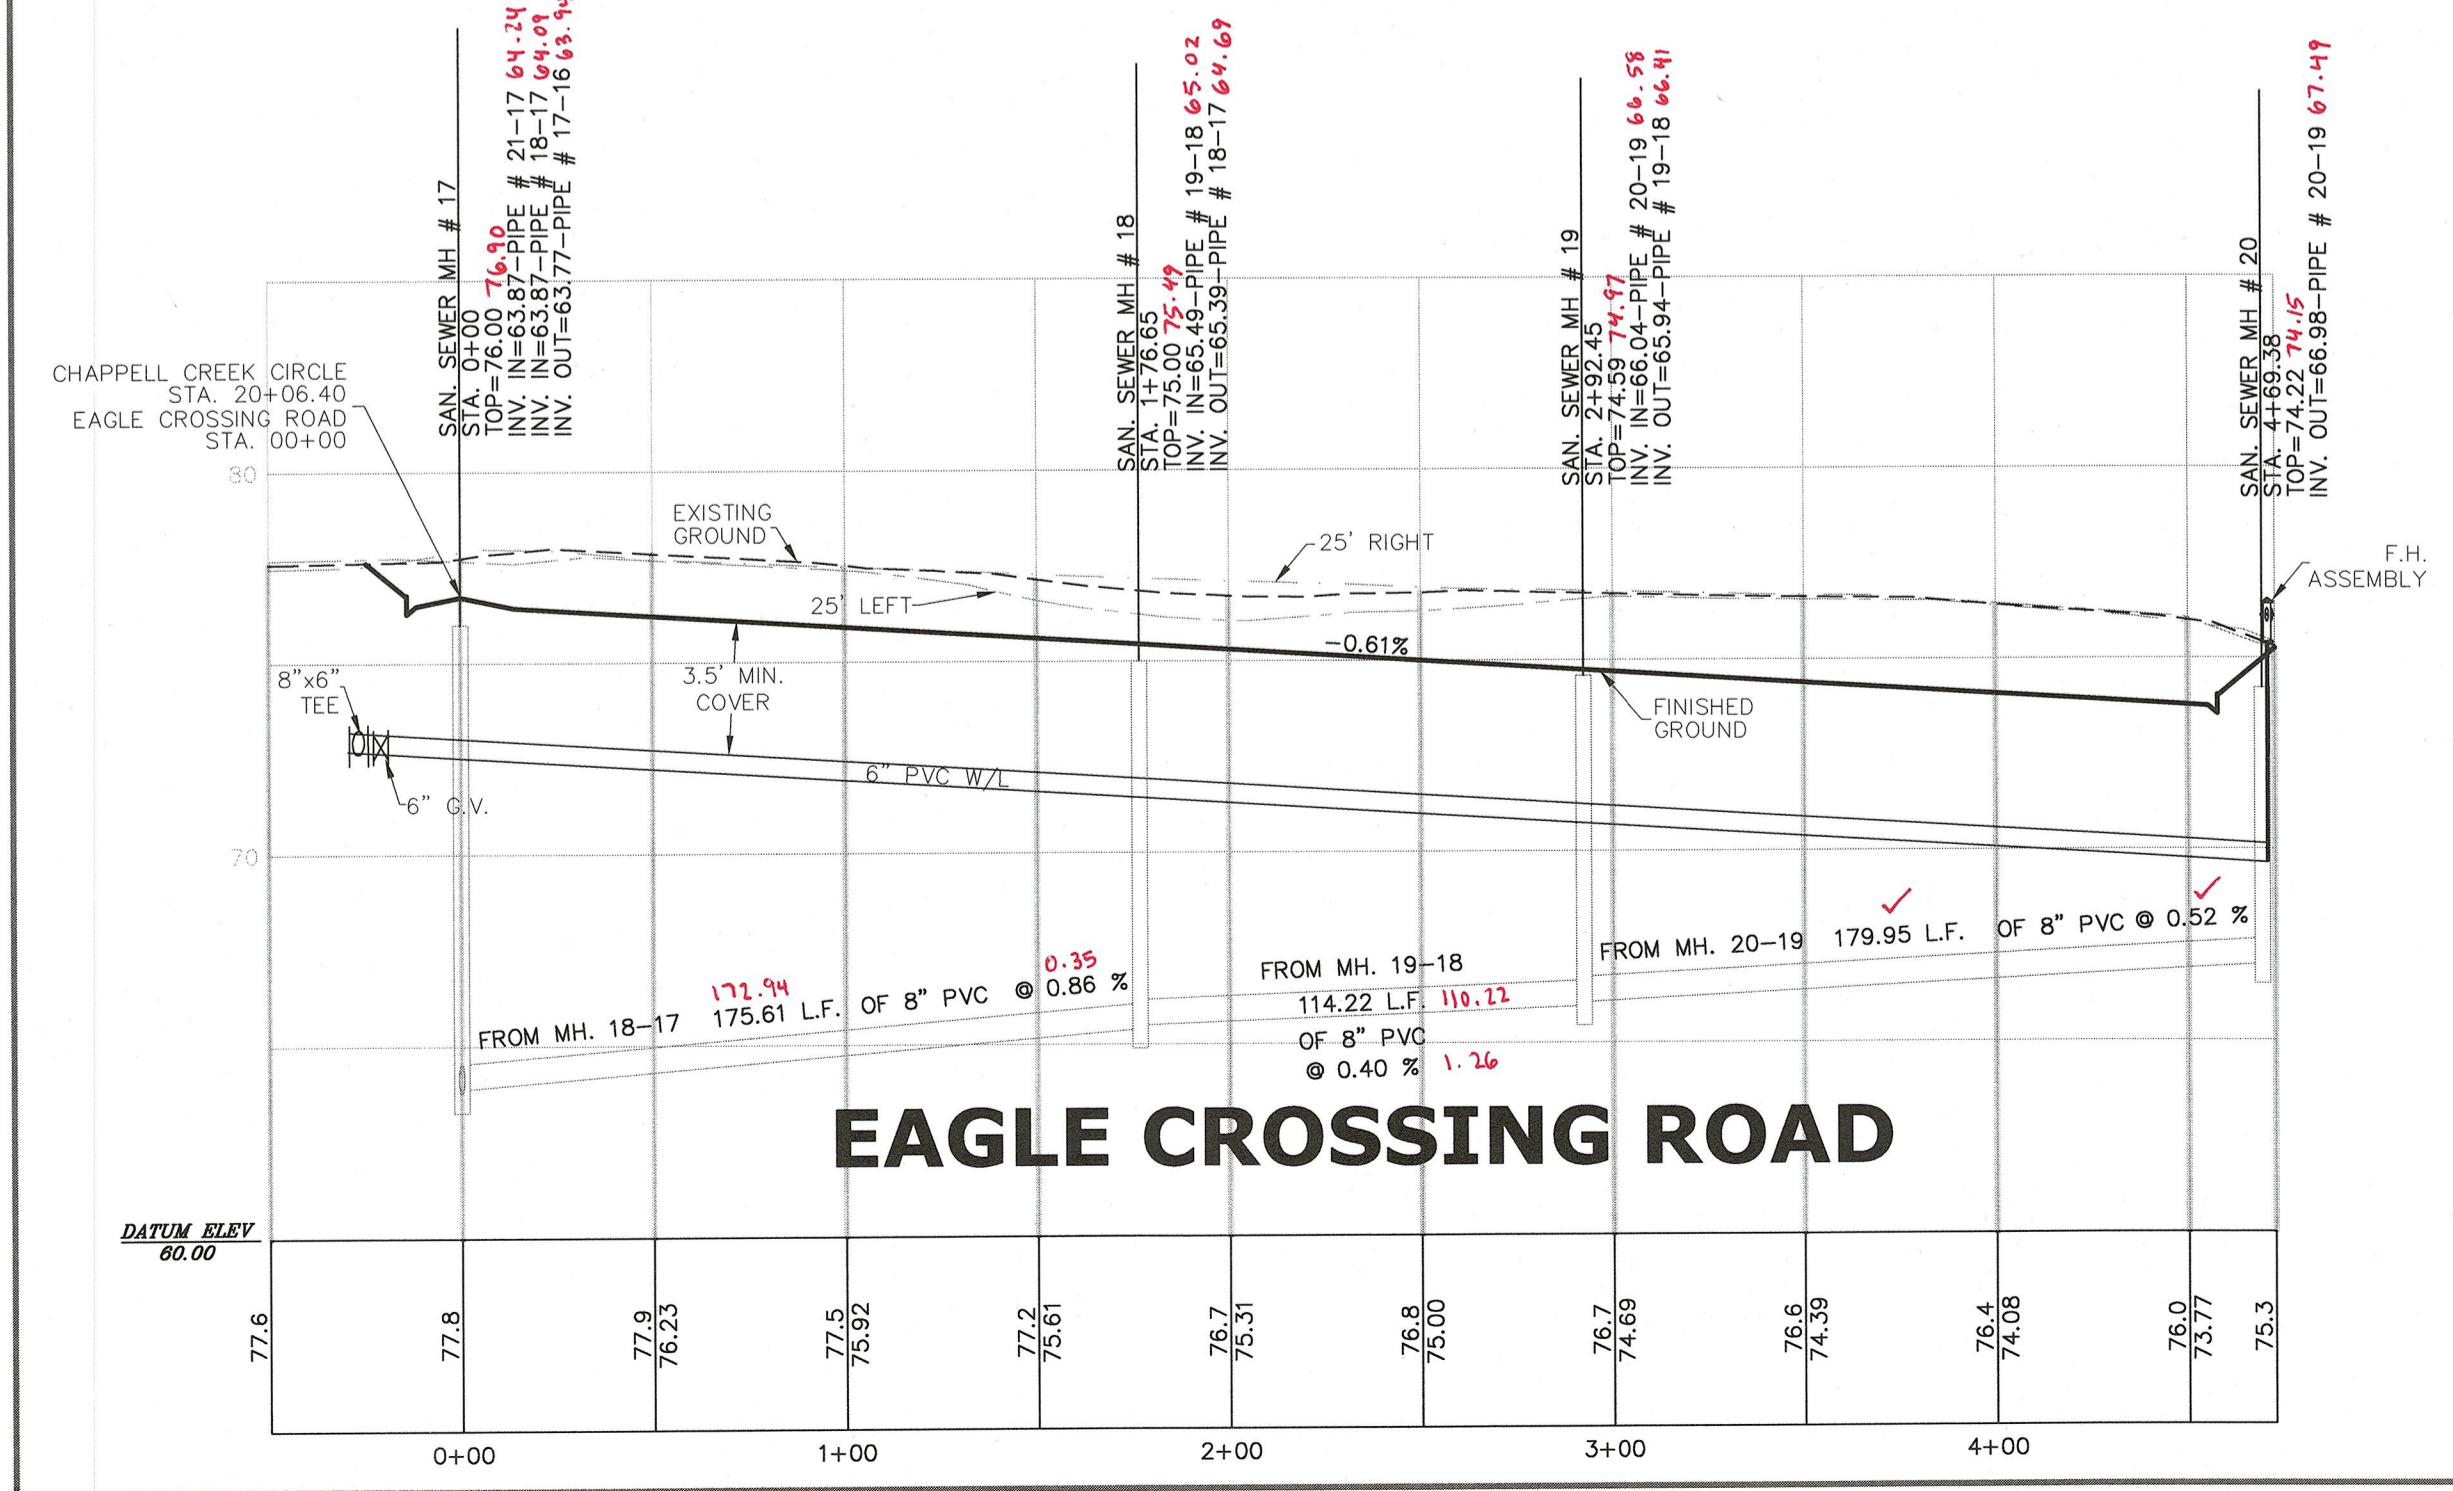 SAN. SEWER MH # 17
STA. 0+00
TOP=76.00 76.90
INV. IN=63.87-PIPE # 21-17 64.24
INV. IN=63.87-PIPE # 18-17 64.09
INV. OUT=63.77-PIPE # 17-16
SAN. SEWER MH # 18
STA. 1+76.65
TOP=75.00 75.49
INV. IN=65.49-PIPE # 19-18 65.02
INV. OUT=65.39-PIPE # 18-17 64.69
SAN. SEWER MH # 19
STA. 2+92.45
TOP=74.59 74.97
INV. IN=66.04-PIPE # 20-19 66.58
INV. OUT=65.94-PIPE # 19-18 66.41
SAN. SEWER MH # 20
STA. 4+69.38
TOP=74.22 74.15
INV. OUT=66.98-PIPE # 20-19 67.49
CHAPPELL CREEK CIRCLE
STA. 20+06.40
EAGLE CROSSING ROAD
STA. 00+00
80
EXISTING
GROUND
25' RIGHT
25' LEFT
F.H.
ASSEMBLY
-0.61%
8"x6"
TEE
3.5' MIN.
COVER
FINISHED
GROUND
6" G.V.
6" PVC W/L
70
FROM MH. 18-17 175.61 L.F. OF 8" PVC @ 0.86 %
172.94
0.35
FROM MH. 19-18
114.22 L.F. 110.22
OF 8" PVC
@ 0.40 % 1.26
FROM MH. 20-19 179.95 L.F. OF 8" PVC @ 0.52 %
✓ ✓
EAGLE CROSSING ROAD
DATUM ELEV
60.00
77.6
77.8
77.9
76.23
77.5
75.92
77.2
75.61
76.7
75.31
76.8
75.00
76.7
74.69
76.6
74.39
76.4
74.08
76.0
73.77
75.3
0+00 1+00 2+00 3+00 4+00